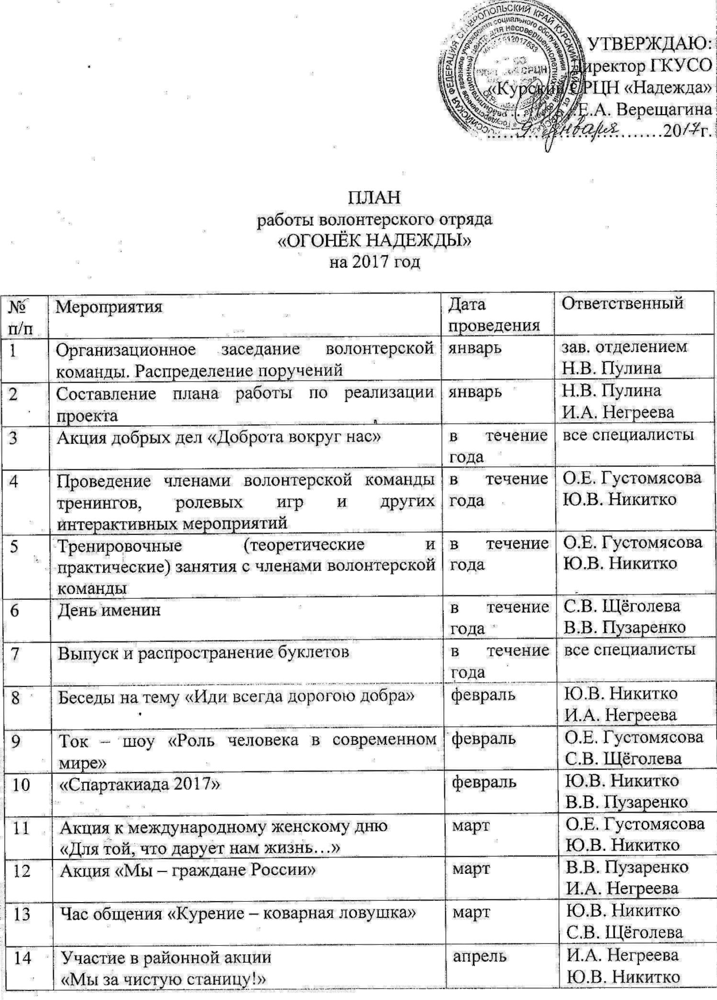 РОССИЙСКАЯ ФЕДЕРАЦИЯ СТАВРОПОЛЬСКИЙ КРАЙ КУРСКИЙ
УТВЕРЖДАЮ:
Директор ГКУСО
«Курский СРЦН «Надежда»
Е.А. Верещагина
9 января 2017г.
ПЛАН
работы волонтерского отряда
«ОГОНЁК НАДЕЖДЫ»
на 2017 год
№ Мероприятия Дата Ответственный
п/п проведения
1 Организационное заседание волонтерской январь зав. отделением
команды. Распределение поручений Н.В. Пулина
2 Составление плана работы по реализации январь Н.В. Пулина
проекта И.А. Негреева
3 Акция добрых дел «Доброта вокруг нас» в течение все специалисты
года
4 Проведение членами волонтерской команды в течение О.Е. Густомясова
тренингов, ролевых игр и других года Ю.В. Никитко
интерактивных мероприятий
5 Тренировочные (теоретические и в течение О.Е. Густомясова
практические) занятия с членами волонтерской года Ю.В. Никитко
команды
6 День именин в течение С.В. Щёголева
года В.В. Пузаренко
7 Выпуск и распространение буклетов в течение все специалисты
года
8 Беседы на тему «Иди всегда дорогою добра» февраль Ю.В. Никитко
И.А. Негреева
9 Ток – шоу «Роль человека в современном февраль О.Е. Густомясова
мире» С.В. Щёголева
10 «Спартакиада 2017» февраль Ю.В. Никитко
В.В. Пузаренко
11 Акция к международному женскому дню март О.Е. Густомясова
«Для той, что дарует нам жизнь…» Ю.В. Никитко
12 Акция «Мы – граждане России» март В.В. Пузаренко
И.А. Негреева
13 Час общения «Курение – коварная ловушка» март Ю.В. Никитко
С.В. Щёголева
14 Участие в районной акции апрель И.А. Негреева
«Мы за чистую станицу!» Ю.В. Никитко